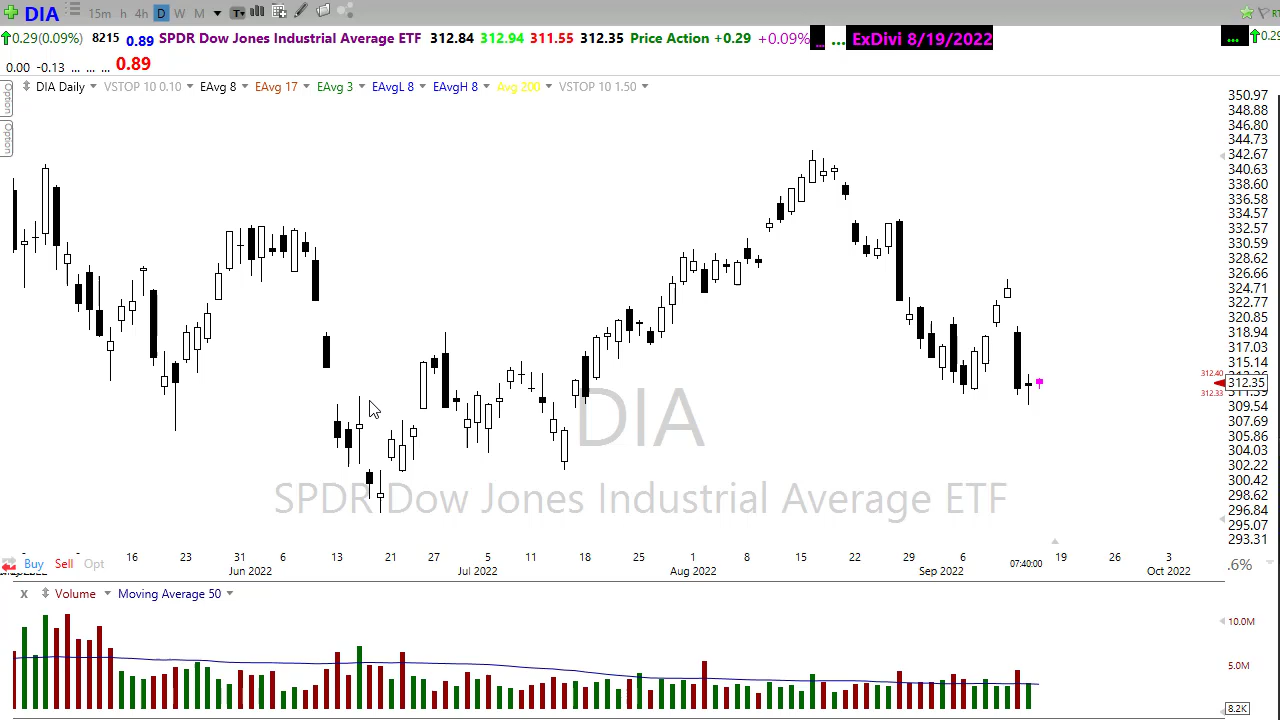 DIA 15m h 4h D W M T
0.29(0.09%) 8215 0.89 SPDR Dow Jones Industrial Average ETF 312.84 312.94 311.55 312.35 Price Action +0.29 +0.09% ... ... ExDivi 8/19/2022 ... 0.29
0.00 -0.13 ... ... ... 0.89
Option DIA Daily VSTOP 10 0.10 EAvg 8 EAvg 17 EAvg 3 EAvgL 8 EAvgH 8 Avg 200 VSTOP 10 1.50
Option
350.97
348.88
346.80
344.73
342.67
340.63
338.60
336.58
334.57
332.57
330.59
328.62
326.66
324.71
322.77
320.85
318.94
317.03
315.14
312.40
312.35
312.33
309.54
307.69
305.86
304.03
302.22
300.42
298.62
296.84
295.07
293.31
DIA
SPDR Dow Jones Industrial Average ETF
16 23 31 6 13 21 27 5 11 18 25 1 8 15 22 29 6 19 26 3
Buy Sell Opt 07:40:00 .6%
Jun 2022 Jul 2022 Aug 2022 Sep 2022 Oct 2022
x Volume Moving Average 50
10.0M
5.0M
8.2K